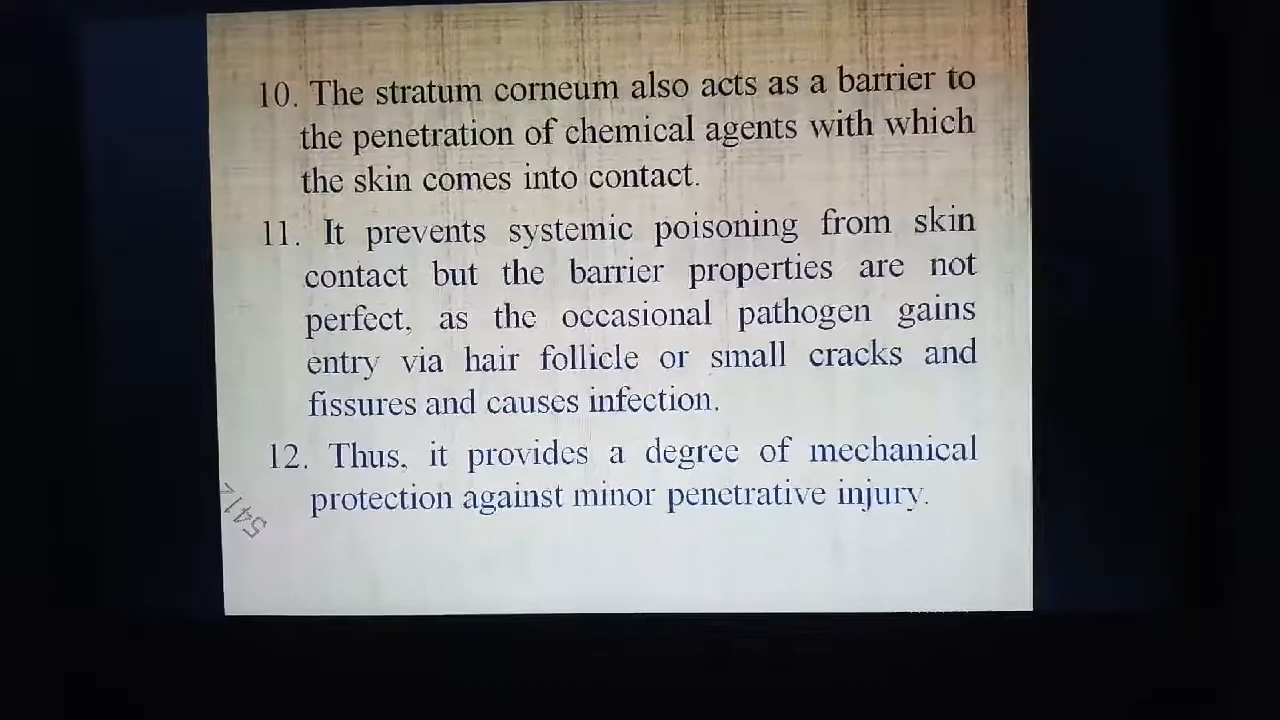 10. The stratum corneum also acts as a barrier to
the penetration of chemical agents with which
the skin comes into contact.
11. It prevents systemic poisoning from skin
contact but the barrier properties are not
perfect, as the occasional pathogen gains
entry via hair follicle or small cracks and
fissures and causes infection.
12. Thus, it provides a degree of mechanical
protection against minor penetrative injury.
5412